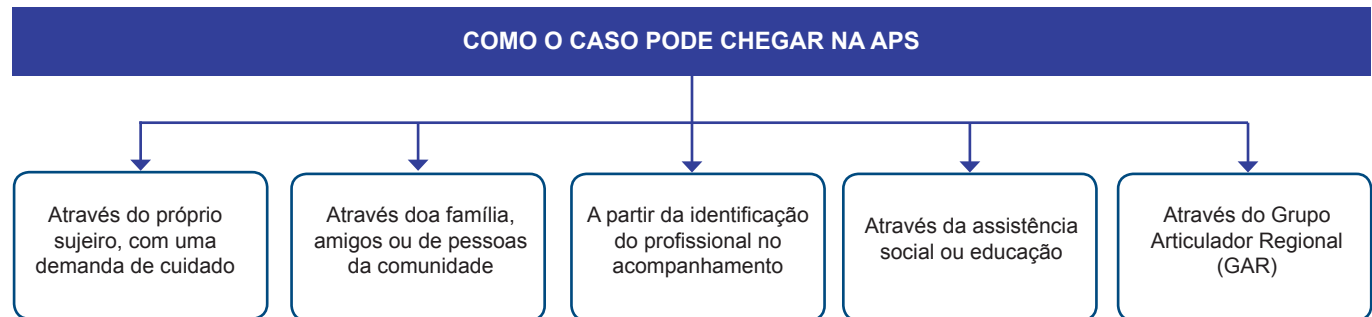 COMO O CASO PODE CHEGAR NA APS
Através do próprio
sujeiro, com uma
demanda de cuidado
Através doa família,
amigos ou de pessoas
da comunidade
A partir da identificação
do profissional no
acompanhamento
Através da assistência
social ou educação
Através do Grupo
Articulador Regional
(GAR)